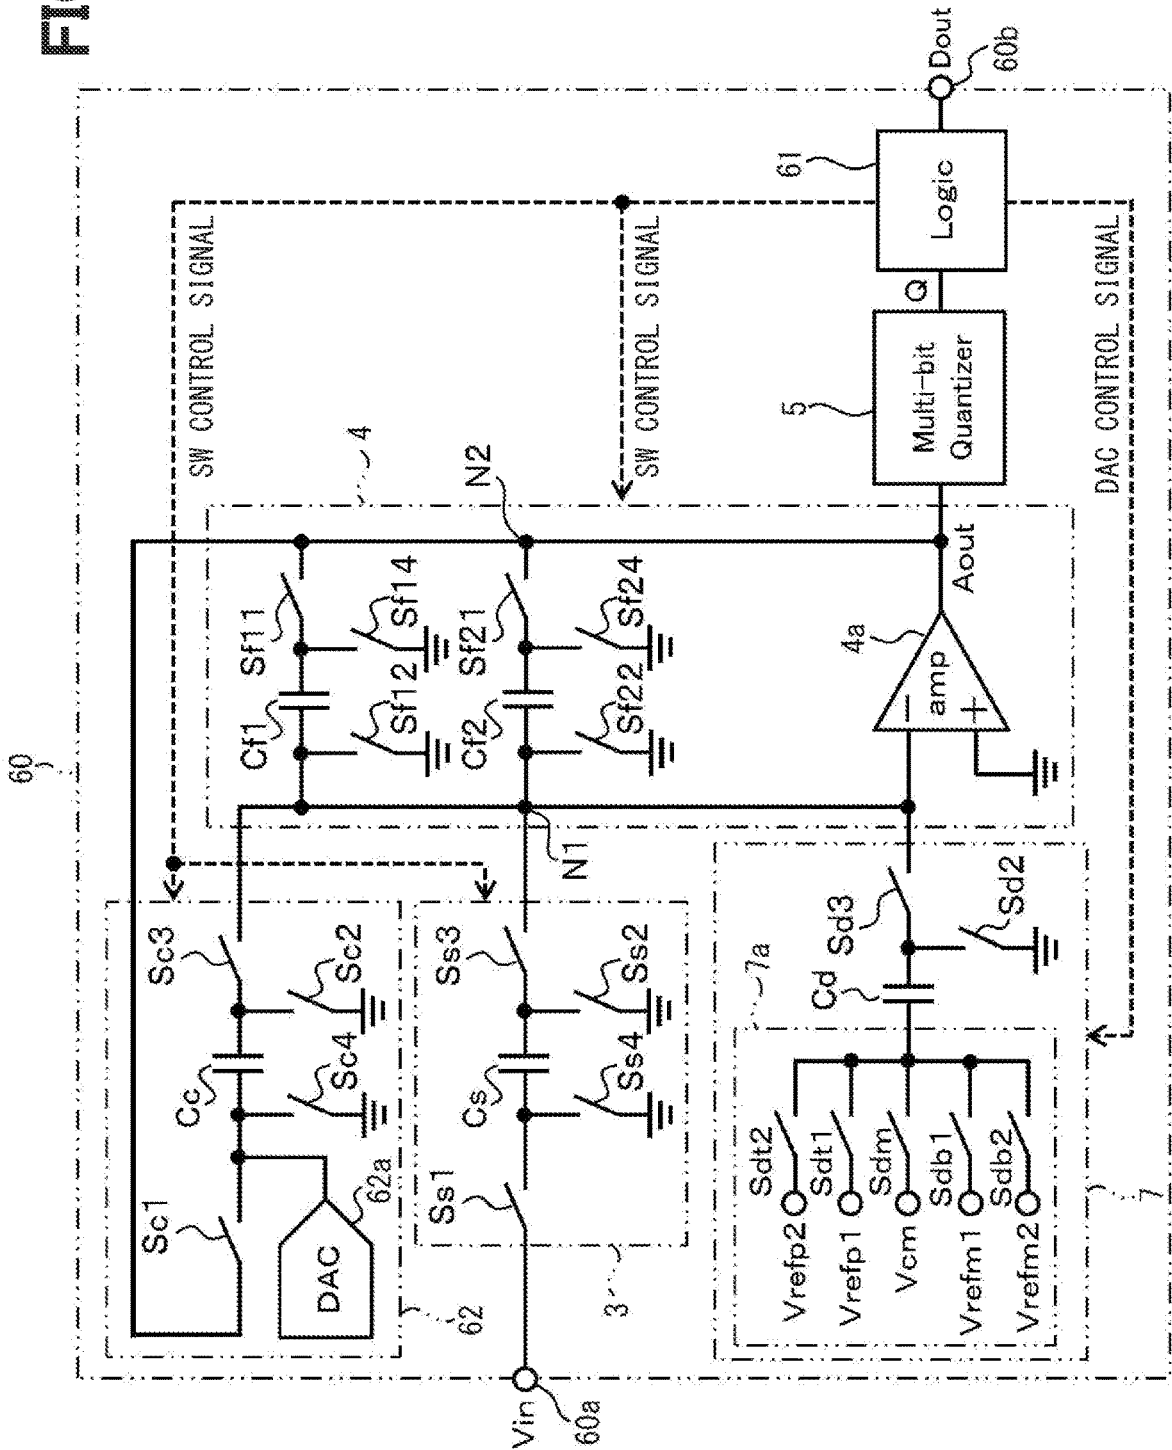 FIG
60
SW CONTROL SIGNAL
SW CONTROL SIGNAL
DAC CONTROL SIGNAL
62
62a
DAC
Sc1
Cc
Sc4
Sc2
Sc3
3
Vin
60a
Ss1
Cs
Ss4
Ss2
Ss3
N1
4
Cf1
Sf11
Sf12
Sf14
N2
Cf2
Sf21
Sf22
Sf24
4a
amp
−
+
Aout
5
Multi-bit
Quantizer
Q
61
Logic
Dout
60b
7
7a
Vrefp2
Sdt2
Vrefp1
Sdt1
Vcm
Sdm
Vrefm1
Sdb1
Vrefm2
Sdb2
Cd
Sd3
Sd2